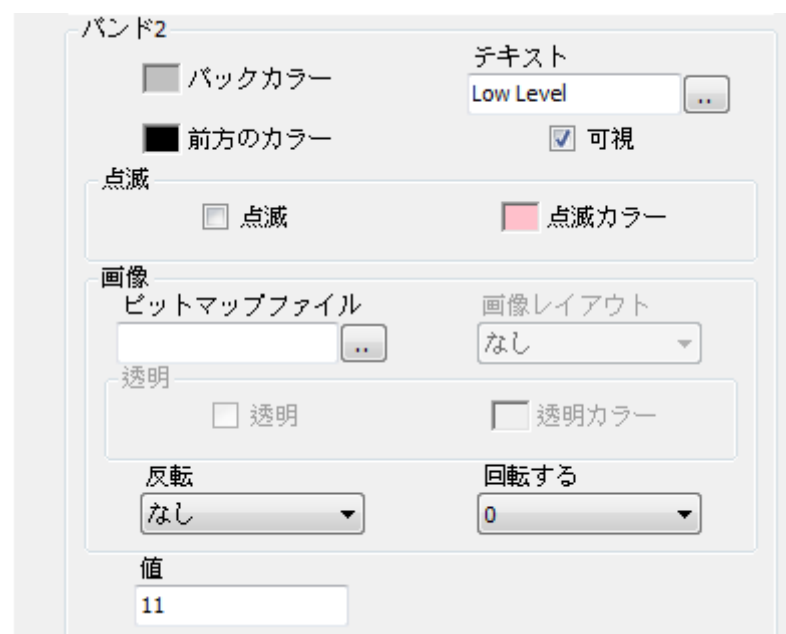 バンド2
バックカラー
テキスト
Low Level
..
前方のカラー
可視
点滅
点滅
点滅カラー
画像
ビットマップファイル
..
画像レイアウト
なし
透明
透明
透明カラー
反転
なし
回転する
0
値
11